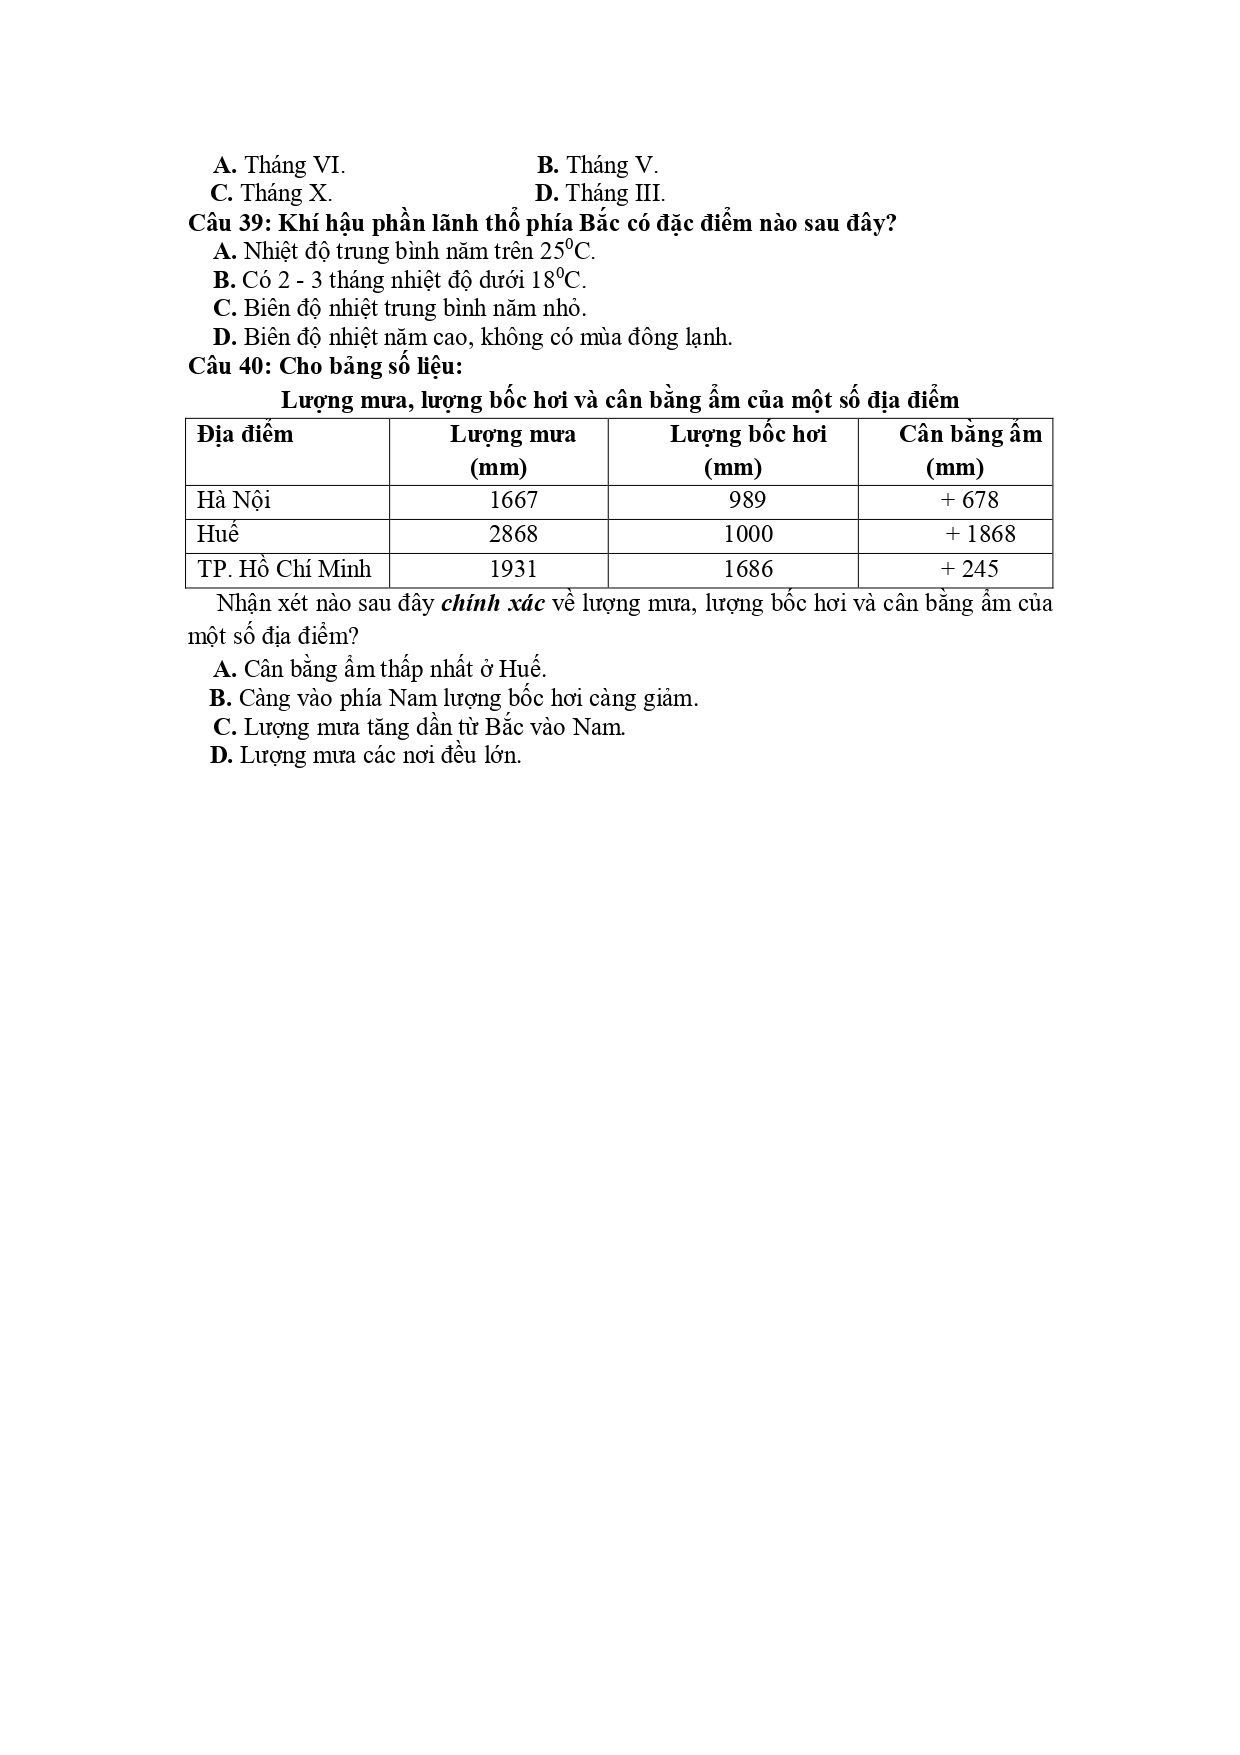 A. Tháng VI. B. Tháng V.
C. Tháng X. D. Tháng III.
Câu 39: Khí hậu phần lãnh thổ phía Bắc có đặc điểm nào sau đây?
A. Nhiệt độ trung bình năm trên 25⁰C.
B. Có 2 - 3 tháng nhiệt độ dưới 18⁰C.
C. Biên độ nhiệt trung bình năm nhỏ.
D. Biên độ nhiệt năm cao, không có mùa đông lạnh.
Câu 40: Cho bảng số liệu:
Lượng mưa, lượng bốc hơi và cân bằng ẩm của một số địa điểm
Địa điểm Lượng mưa Lượng bốc hơi Cân bằng ẩm
(mm) (mm) (mm)
Hà Nội 1667 989 + 678
Huế 2868 1000 + 1868
TP. Hồ Chí Minh 1931 1686 + 245
Nhận xét nào sau đây chính xác về lượng mưa, lượng bốc hơi và cân bằng ẩm của
một số địa điểm?
A. Cân bằng ẩm thấp nhất ở Huế.
B. Càng vào phía Nam lượng bốc hơi càng giảm.
C. Lượng mưa tăng dần từ Bắc vào Nam.
D. Lượng mưa các nơi đều lớn.